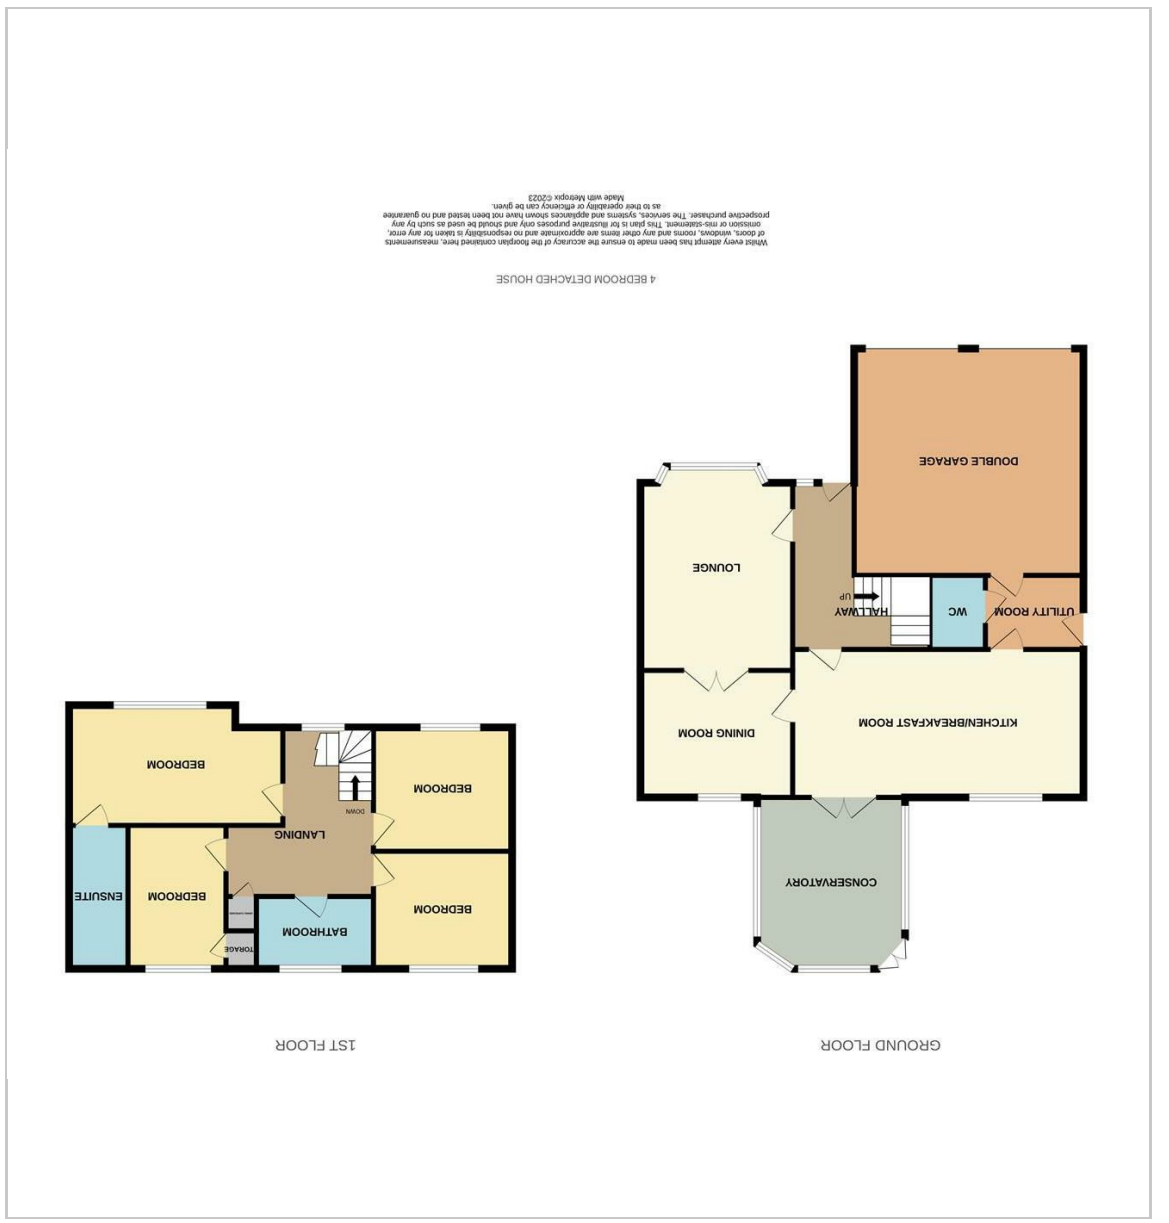 GROUND FLOOR
1ST FLOOR
CONSERVATORY
KITCHEN/BREAKFAST ROOM
DINING ROOM
UTILITY ROOM
WC
HALLWAY
UP
LOUNGE
DOUBLE GARAGE
BEDROOM
BATHROOM
TORAGE
BEDROOM
ENSUITE
LANDING
DOWN
BEDROOM
BEDROOM
4 BEDROOM DETACHED HOUSE
Whilst every attempt has been made to ensure the accuracy of the floorplan contained here, measurements
of doors, windows, rooms and any other items are approximate and no responsibility is taken for any error,
omission or mis-statement. This plan is for illustrative purposes only and should be used as such by any
prospective purchaser. The services, systems and appliances shown have not been tested and no guarantee
as to their operability or efficiency can be given.
Made with Metropix ©2023